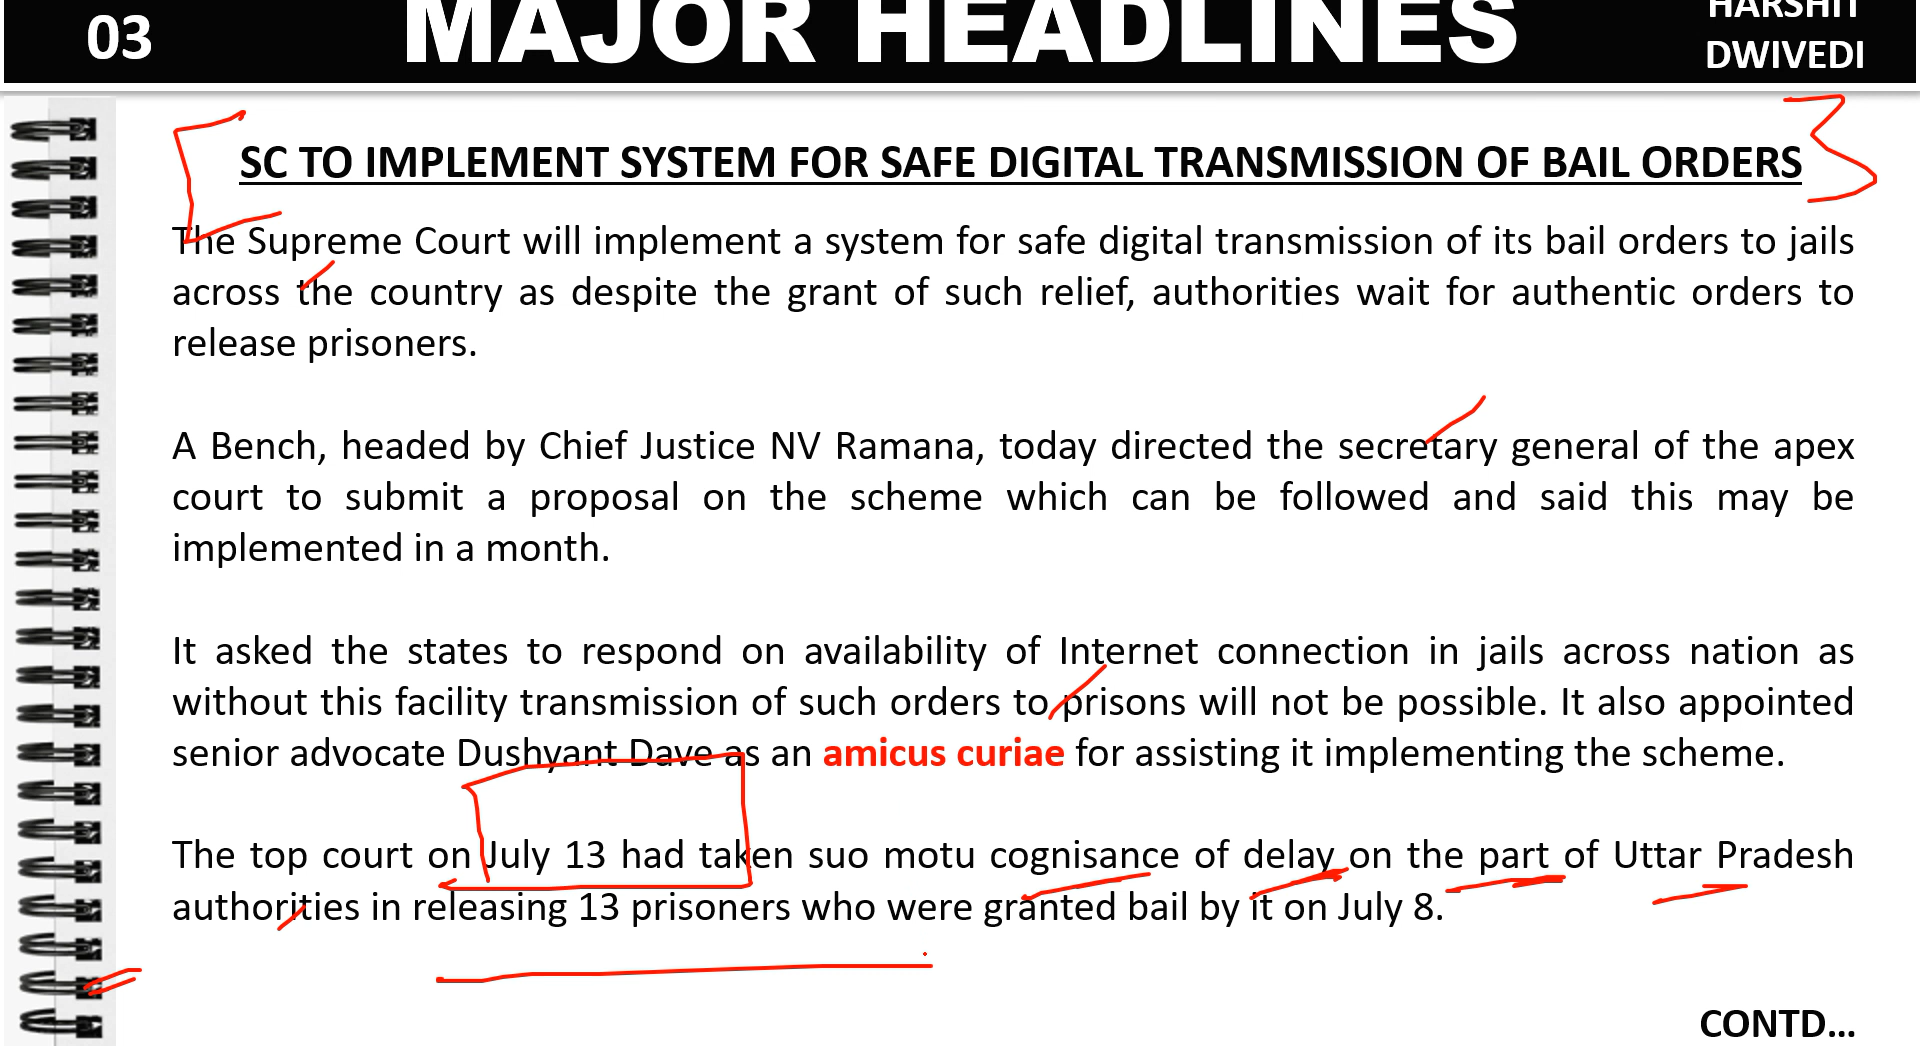 03
MAJOR HEADLINES
HARSHIT
DWIVEDI
SC TO IMPLEMENT SYSTEM FOR SAFE DIGITAL TRANSMISSION OF BAIL ORDERS
The Supreme Court will implement a system for safe digital transmission of its bail orders to jails
across the country as despite the grant of such relief, authorities wait for authentic orders to
release prisoners.
A Bench, headed by Chief Justice NV Ramana, today directed the secretary general of the apex
court to submit a proposal on the scheme which can be followed and said this may be
implemented in a month.
It asked the states to respond on availability of Internet connection in jails across nation as
without this facility transmission of such orders to prisons will not be possible. It also appointed
senior advocate Dushyant Dave as an amicus curiae for assisting it implementing the scheme.
The top court on July 13 had taken suo motu cognisance of delay on the part of Uttar Pradesh
authorities in releasing 13 prisoners who were granted bail by it on July 8.
CONTD...